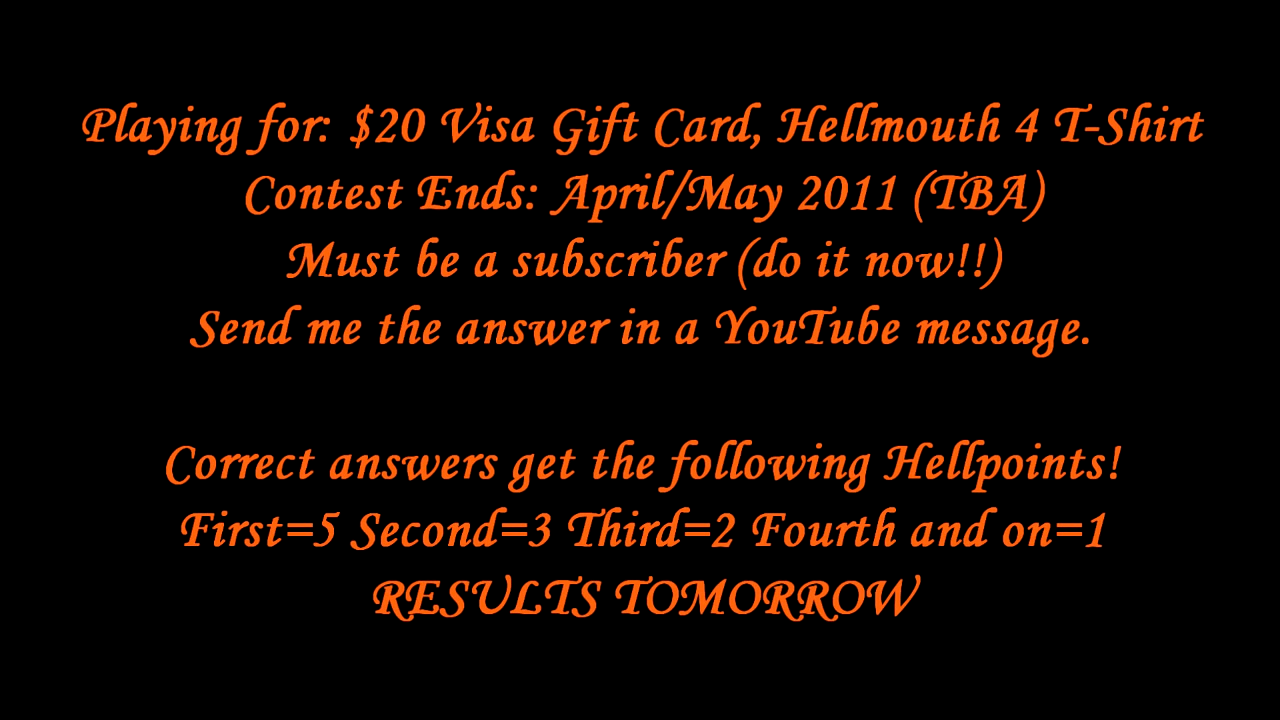 Playing for: $20 Visa Gift Card, Hellmouth 4 T-Shirt
Contest Ends: April/May 2011 (TBA)
Must be a subscriber (do it now!!)
Send me the answer in a YouTube message.
Correct answers get the following Hellpoints!
First=5 Second=3 Third=2 Fourth and on=1
RESULTS TOMORROW